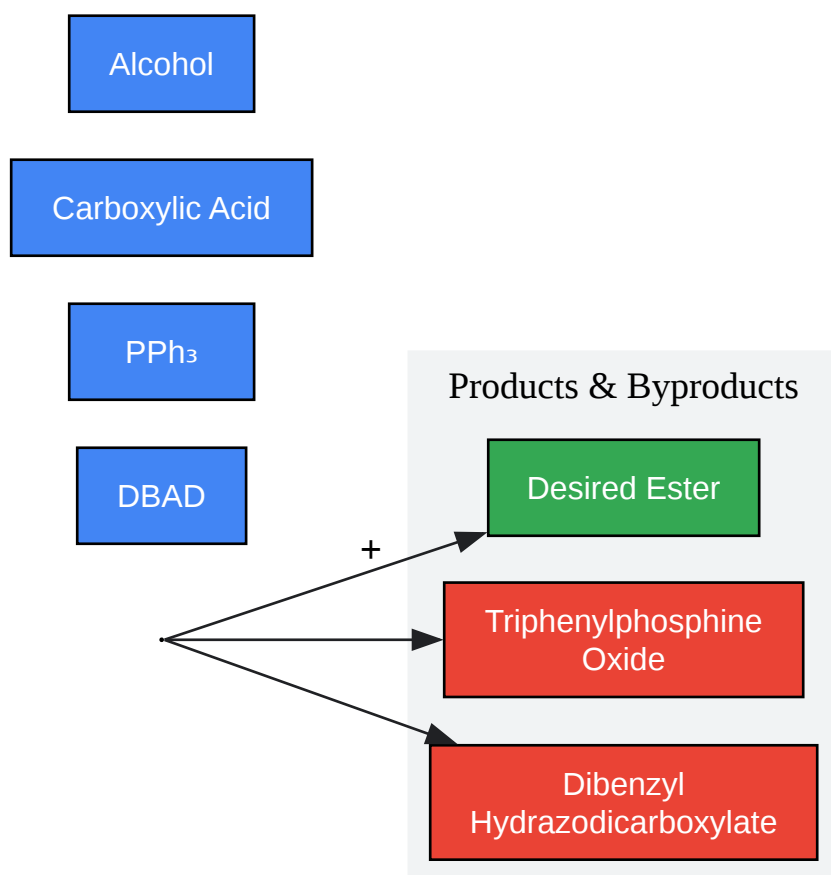 Alcohol
Carboxylic Acid
PPh₃
DBAD
+
Products & Byproducts
Desired Ester
Triphenylphosphine
Oxide
Dibenzyl
Hydrazodicarboxylate